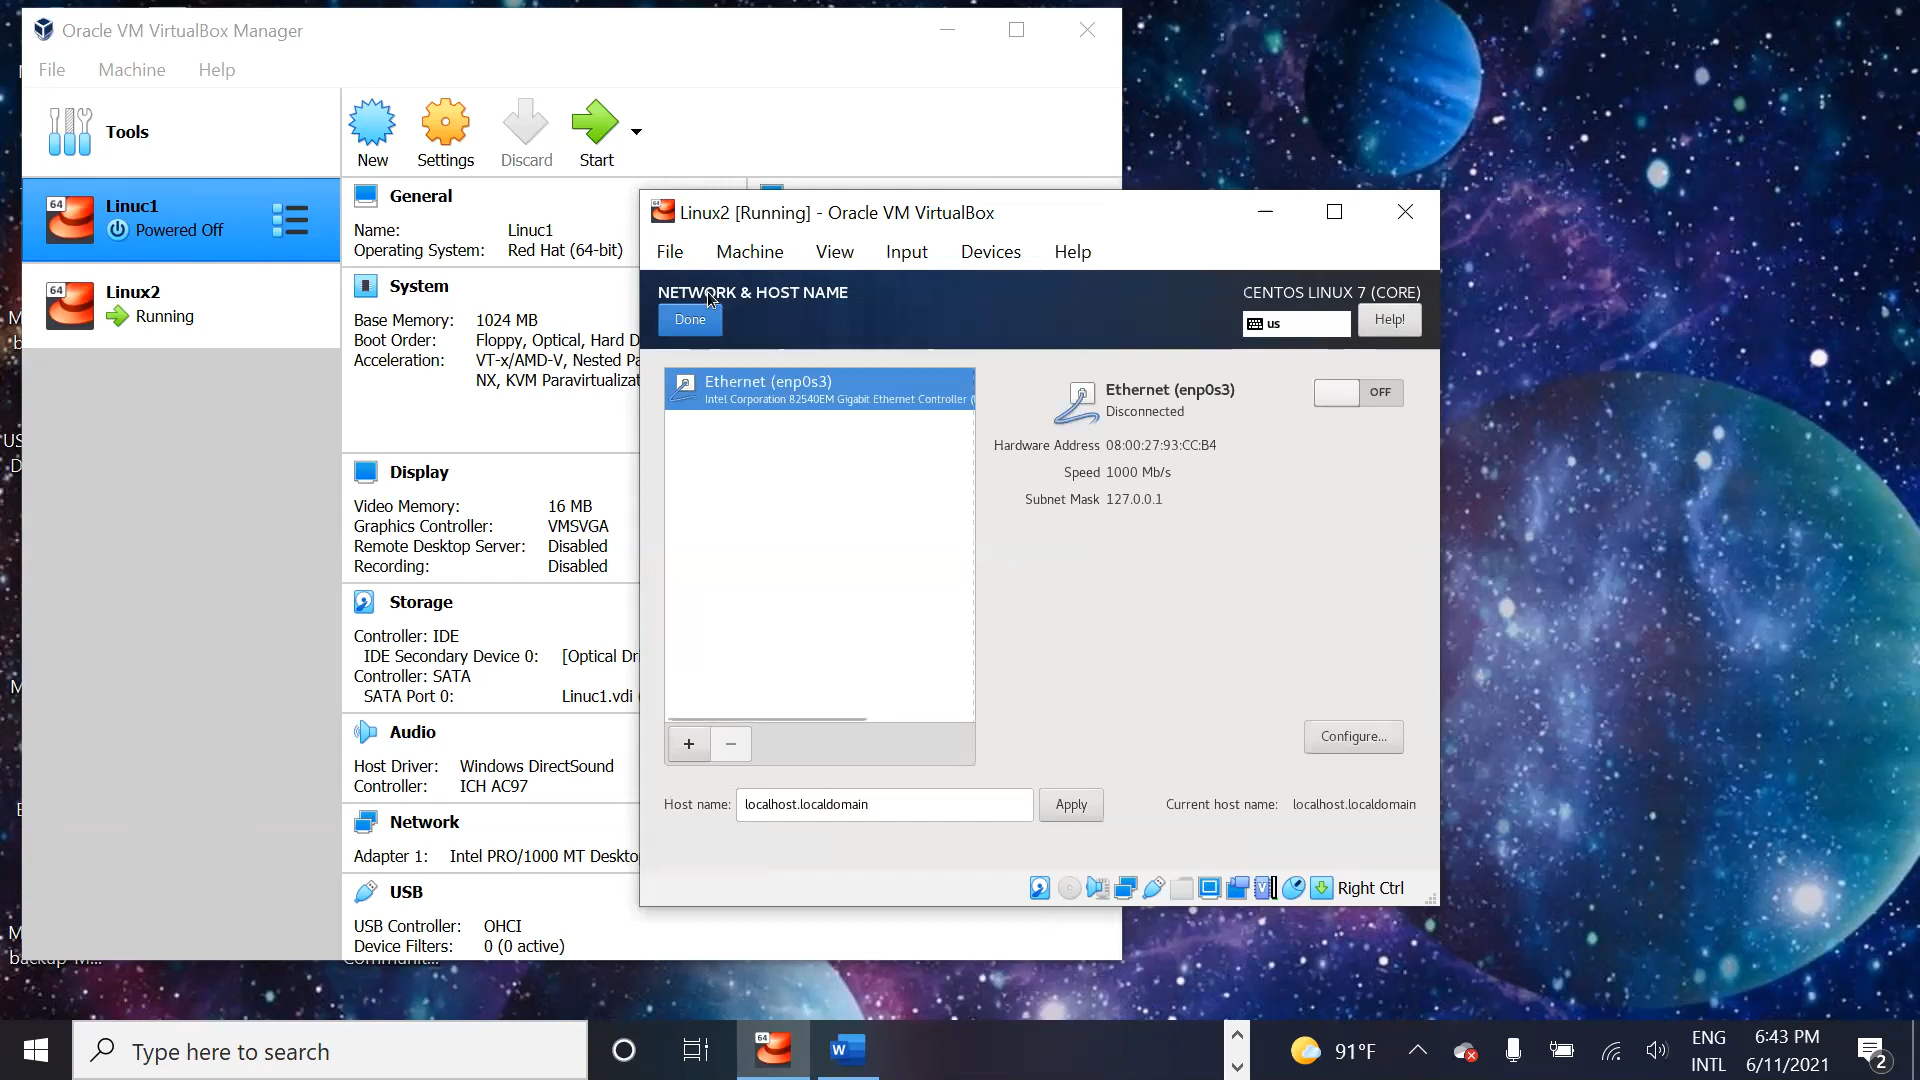 Oracle VM VirtualBox Manager
File Machine Help
Tools
New Settings Discard Start
64 Linuc1
Powered Off
64 Linux2
Running
General
Name: Linuc1
Operating System: Red Hat (64-bit)
System
Base Memory: 1024 MB
Boot Order: Floppy, Optical, Hard D
Acceleration: VT-x/AMD-V, Nested Pa
NX, KVM Paravirtualizat
Display
Video Memory: 16 MB
Graphics Controller: VMSVGA
Remote Desktop Server: Disabled
Recording: Disabled
Storage
Controller: IDE
IDE Secondary Device 0: [Optical Dri
Controller: SATA
SATA Port 0: Linuc1.vdi (
Audio
Host Driver: Windows DirectSound
Controller: ICH AC97
Network
Adapter 1: Intel PRO/1000 MT Deskto
USB
USB Controller: OHCI
Device Filters: 0 (0 active)
Linux2 [Running] - Oracle VM VirtualBox
File Machine View Input Devices Help
NETWORK & HOST NAME
Done
CENTOS LINUX 7 (CORE)
us
Help!
Ethernet (enp0s3)
Intel Corporation 82540EM Gigabit Ethernet Controller (
Ethernet (enp0s3)
Disconnected
OFF
Hardware Address 08:00:27:93:CC:B4
Speed 1000 Mb/s
Subnet Mask 127.0.0.1
+ −
Configure...
Host name: localhost.localdomain Apply
Current host name: localhost.localdomain
Right Ctrl
Type here to search
64
W
91°F
ENG
INTL
6:43 PM
6/11/2021
2